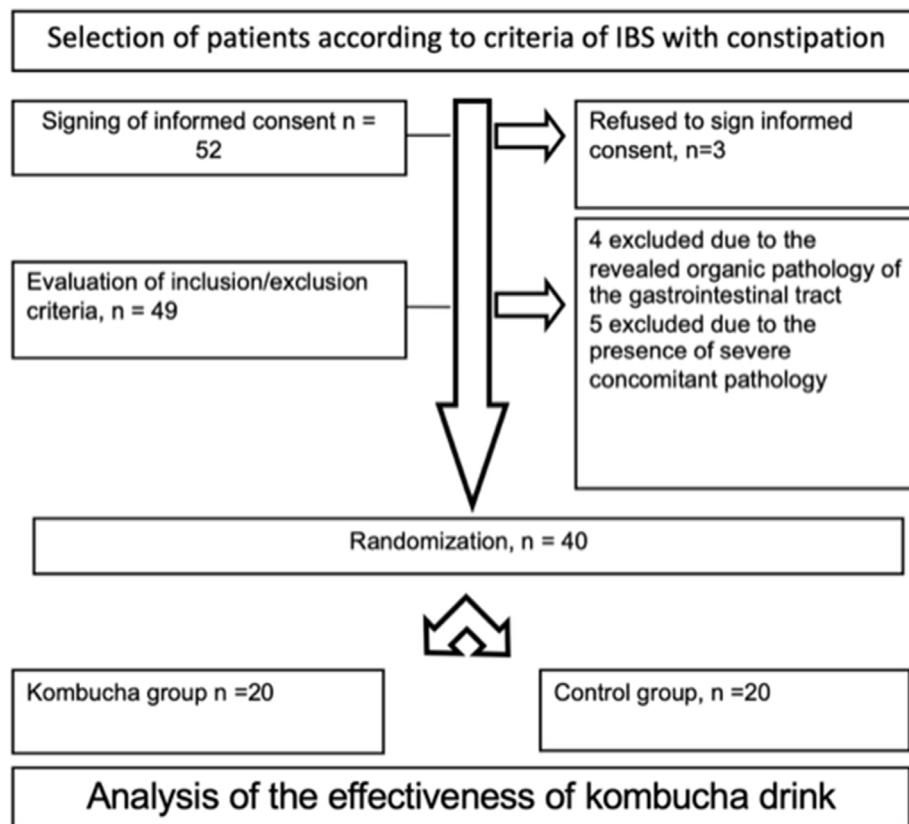 Selection of patients according to criteria of IBS with constipation
Signing of informed consent n =
52
Refused to sign informed
consent, n=3
Evaluation of inclusion/exclusion
criteria, n = 49
4 excluded due to the
revealed organic pathology of
the gastrointestinal tract
5 excluded due to the
presence of severe
concomitant pathology
Randomization, n = 40
Kombucha group n =20
Control group, n =20
Analysis of the effectiveness of kombucha drink